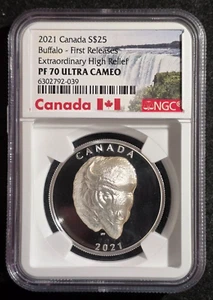 2021 Canada S$25
Buffalo - First Releases
Extraordinary High Relief
PF 70 ULTRA CAMEO
6302792-039
Canada
NGC
CANADA
2021